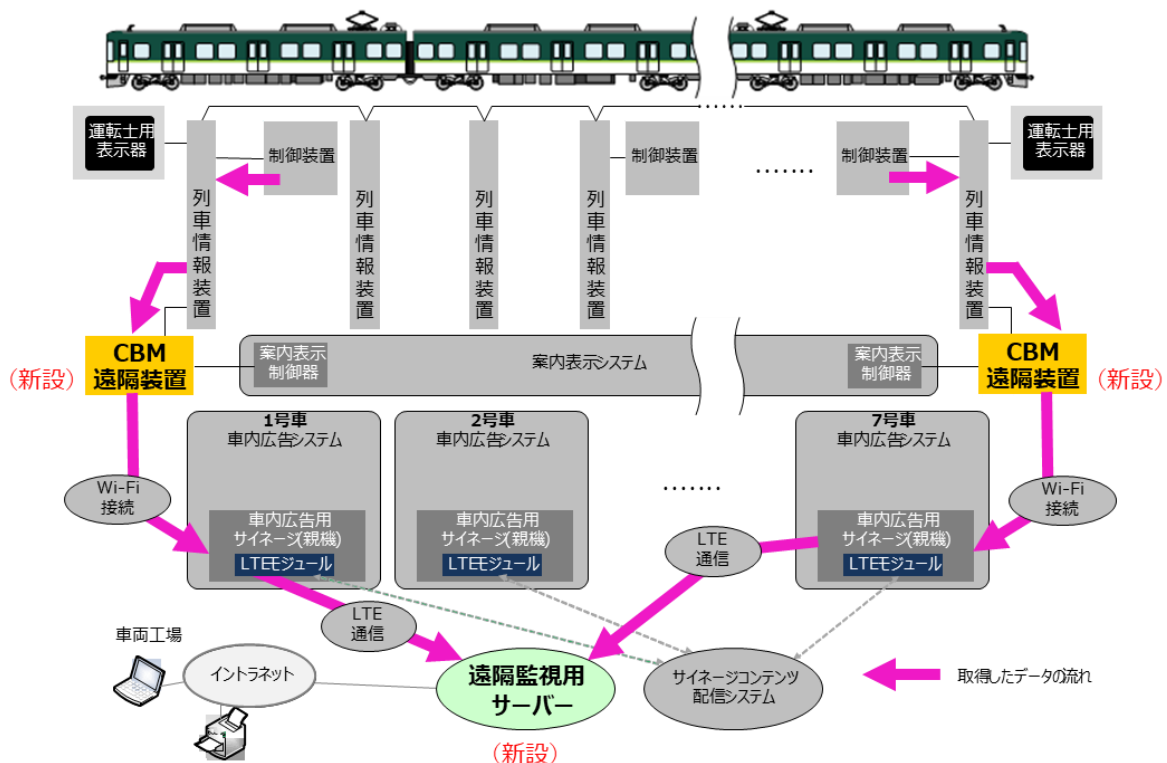 運転士用
表示器
列車情報装置
制御装置
列車情報装置
列車情報装置
列車情報装置
制御装置
・・・・・・
・・・・・・
制御装置
列車情報装置
運転士用
表示器
CBM
遠隔装置
(新設)
案内表示
制御器
案内表示システム
案内表示
制御器
CBM
遠隔装置
(新設)
1号車
車内広告システム
2号車
車内広告システム
・・・・・・・
7号車
車内広告システム
Wi-Fi
接続
車内広告用
サイネージ(親機)
LTEモジュール
車内広告用
サイネージ(親機)
LTEモジュール
LTE
通信
車内広告用
サイネージ(親機)
LTEモジュール
Wi-Fi
接続
LTE
通信
車両工場
イントラネット
遠隔監視用
サーバー
(新設)
サイネージコンテンツ
配信システム
取得したデータの流れ